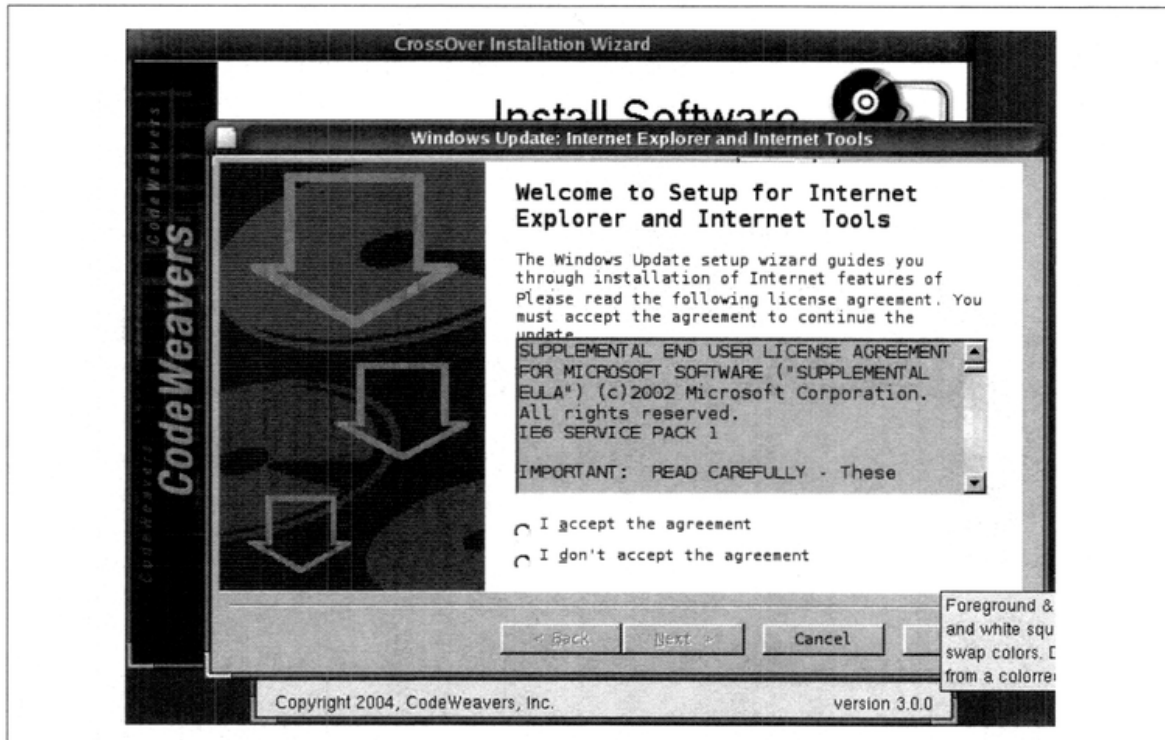 CrossOver Installation Wizard
Install Software
CodeWeavers
CodeWeavers
CodeWeavers
Windows Update: Internet Explorer and Internet Tools
Welcome to Setup for Internet
Explorer and Internet Tools
The Windows Update setup wizard guides you
through installation of Internet features of
Please read the following license agreement. You
must accept the agreement to continue the
update
SUPPLEMENTAL END USER LICENSE AGREEMENT
FOR MICROSOFT SOFTWARE ("SUPPLEMENTAL
EULA") (c)2002 Microsoft Corporation.
All rights reserved.
IE6 SERVICE PACK 1
IMPORTANT: READ CAREFULLY - These
I accept the agreement
I don't accept the agreement
< Back
Next >
Cancel
Foreground &
and white squ
swap colors. D
from a colorre
Copyright 2004, CodeWeavers, Inc.
version 3.0.0